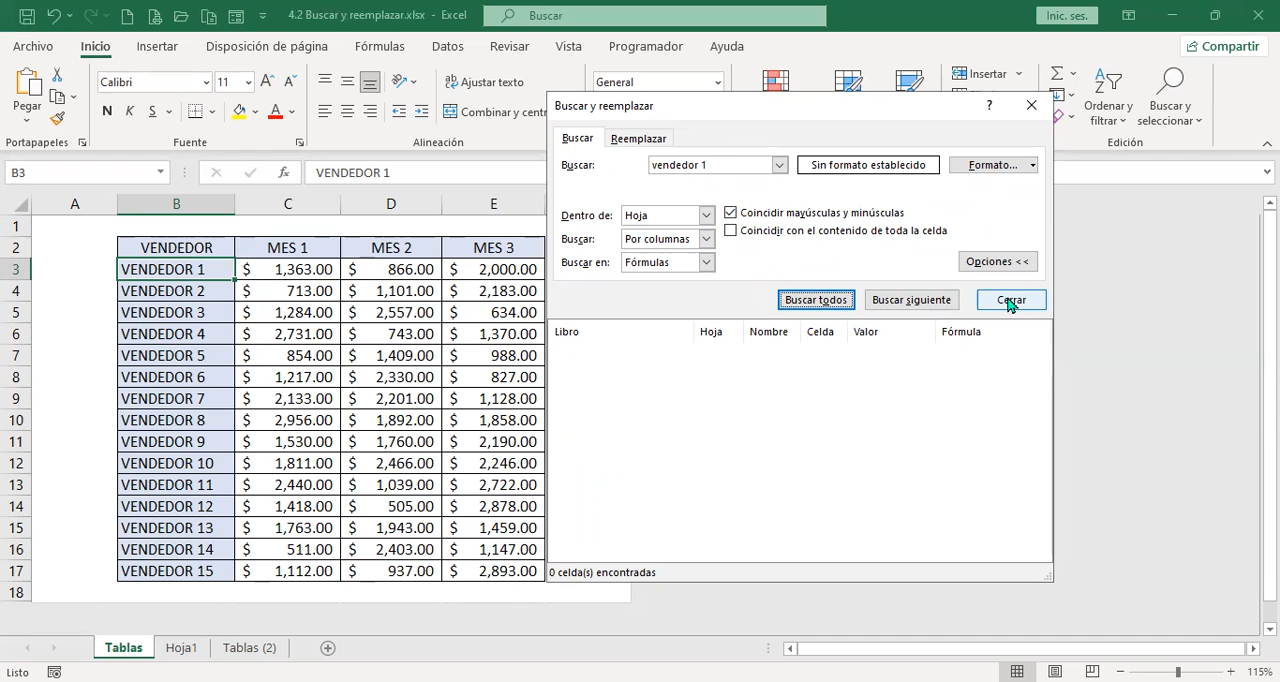 4.2 Buscar y reemplazar.xlsx - Excel
Buscar
Inic. ses.
Archivo Inicio Insertar Disposición de página Fórmulas Datos Revisar Vista Programador Ayuda
Compartir
Pegar
Calibri 11
N K S
Ajustar texto
Combinar y centr
General
Insertar
Ordenar y filtrar
Buscar y seleccionar
Portapapeles Fuente Alineación Edición
B3
VENDEDOR 1
Buscar y reemplazar
Buscar Reemplazar
Buscar: vendedor 1 Sin formato establecido Formato...
Dentro de: Hoja
Coincidir mayúsculas y minúsculas
Buscar: Por columnas
Coincidir con el contenido de toda la celda
Buscar en: Fórmulas
Opciones <<
Buscar todos Buscar siguiente Cerrar
Libro Hoja Nombre Celda Valor Fórmula
0 celda(s) encontradas
A B C D E
1
2 VENDEDOR MES 1 MES 2 MES 3
3 VENDEDOR 1 $ 1,363.00 $ 866.00 $ 2,000.00
4 VENDEDOR 2 $ 713.00 $ 1,101.00 $ 2,183.00
5 VENDEDOR 3 $ 1,284.00 $ 2,557.00 $ 634.00
6 VENDEDOR 4 $ 2,731.00 $ 743.00 $ 1,370.00
7 VENDEDOR 5 $ 854.00 $ 1,409.00 $ 988.00
8 VENDEDOR 6 $ 1,217.00 $ 2,330.00 $ 827.00
9 VENDEDOR 7 $ 2,133.00 $ 2,201.00 $ 1,128.00
10 VENDEDOR 8 $ 2,956.00 $ 1,892.00 $ 1,858.00
11 VENDEDOR 9 $ 1,530.00 $ 1,760.00 $ 2,190.00
12 VENDEDOR 10 $ 1,811.00 $ 2,466.00 $ 2,246.00
13 VENDEDOR 11 $ 2,440.00 $ 1,039.00 $ 2,722.00
14 VENDEDOR 12 $ 1,418.00 $ 505.00 $ 2,878.00
15 VENDEDOR 13 $ 1,763.00 $ 1,943.00 $ 1,459.00
16 VENDEDOR 14 $ 511.00 $ 2,403.00 $ 1,147.00
17 VENDEDOR 15 $ 1,112.00 $ 937.00 $ 2,893.00
18
Tablas Hoja1 Tablas (2)
Listo
115%